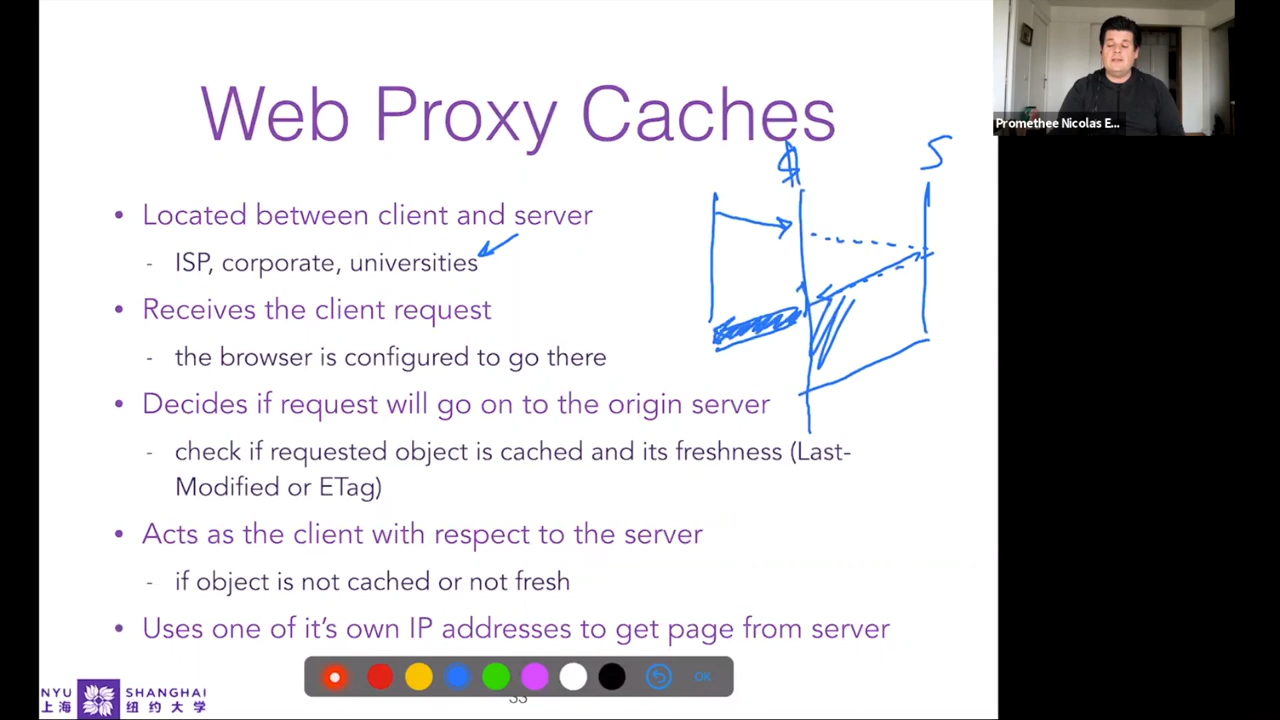 Web Proxy Caches
Promethee Nicolas E...
$
S
• Located between client and server
- ISP, corporate, universities
• Receives the client request
- the browser is configured to go there
• Decides if request will go on to the origin server
- check if requested object is cached and its freshness (Last-
Modified or ETag)
• Acts as the client with respect to the server
- if object is not cached or not fresh
• Uses one of it’s own IP addresses to get page from server
OK
NYU SHANGHAI
上海 纽约大学